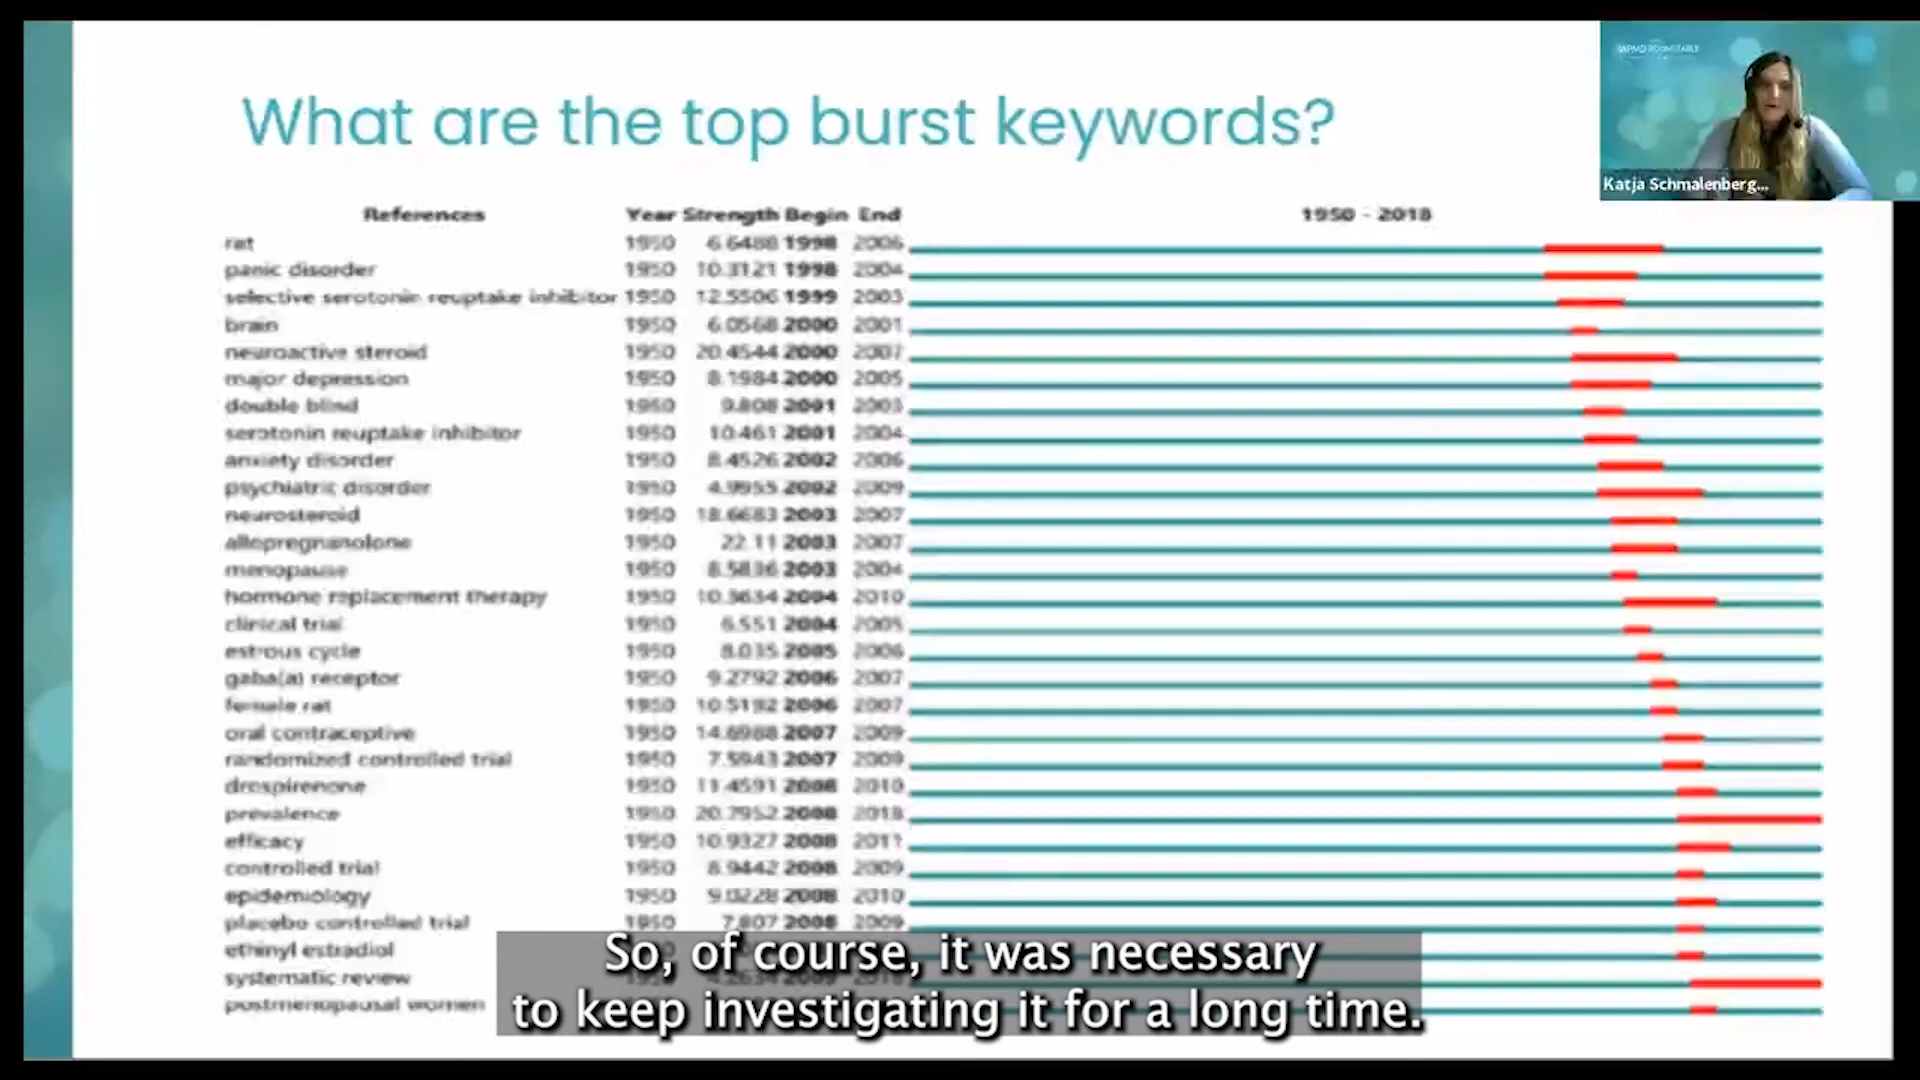 What are the top burst keywords?
Katja Schmalenberg...
References Year Strength Begin End 1950 - 2018
rat 1950 6.6488 1998 2006
panic disorder 1950 10.3121 1998 2004
selective serotonin reuptake inhibitor 1950 12.5506 1999 2003
brain 1950 6.0568 2000 2001
neuroactive steroid 1950 20.4544 2000 2007
major depression 1950 8.1984 2000 2005
double blind 1950 9.808 2001 2003
serotonin reuptake inhibitor 1950 10.461 2001 2004
anxiety disorder 1950 8.4526 2002 2006
psychiatric disorder 1950 4.9955 2002 2009
neurosteroid 1950 18.6683 2003 2007
allopregnanolone 1950 22.11 2003 2007
menopause 1950 8.5836 2003 2004
hormone replacement therapy 1950 10.3634 2004 2010
clinical trial 1950 6.551 2004 2005
estrous cycle 1950 8.035 2005 2006
gaba(a) receptor 1950 9.2792 2006 2007
female rat 1950 10.5192 2006 2007
oral contraceptive 1950 14.6988 2007 2009
randomized controlled trial 1950 7.5943 2007 2009
drospirenone 1950 11.4591 2008 2010
prevalence 1950 20.7952 2008 2018
efficacy 1950 10.9327 2008 2011
controlled trial 1950 8.9442 2008 2009
epidemiology 1950 9.0228 2008 2010
placebo controlled trial 1950 7.807 2008 2009
ethinyl estradiol
systematic review
postmenopausal women
So, of course, it was necessary
to keep investigating it for a long time.